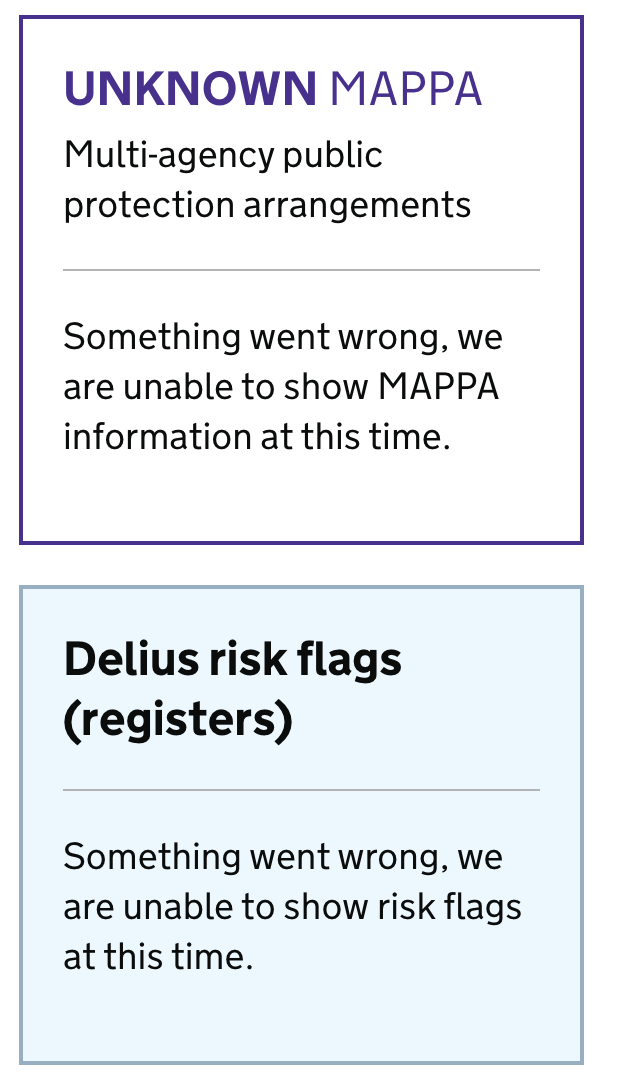 UNKNOWN MAPPA
Multi-agency public
protection arrangements
Something went wrong, we
are unable to show MAPPA
information at this time.
Delius risk flags
(registers)
Something went wrong, we
are unable to show risk flags
at this time.